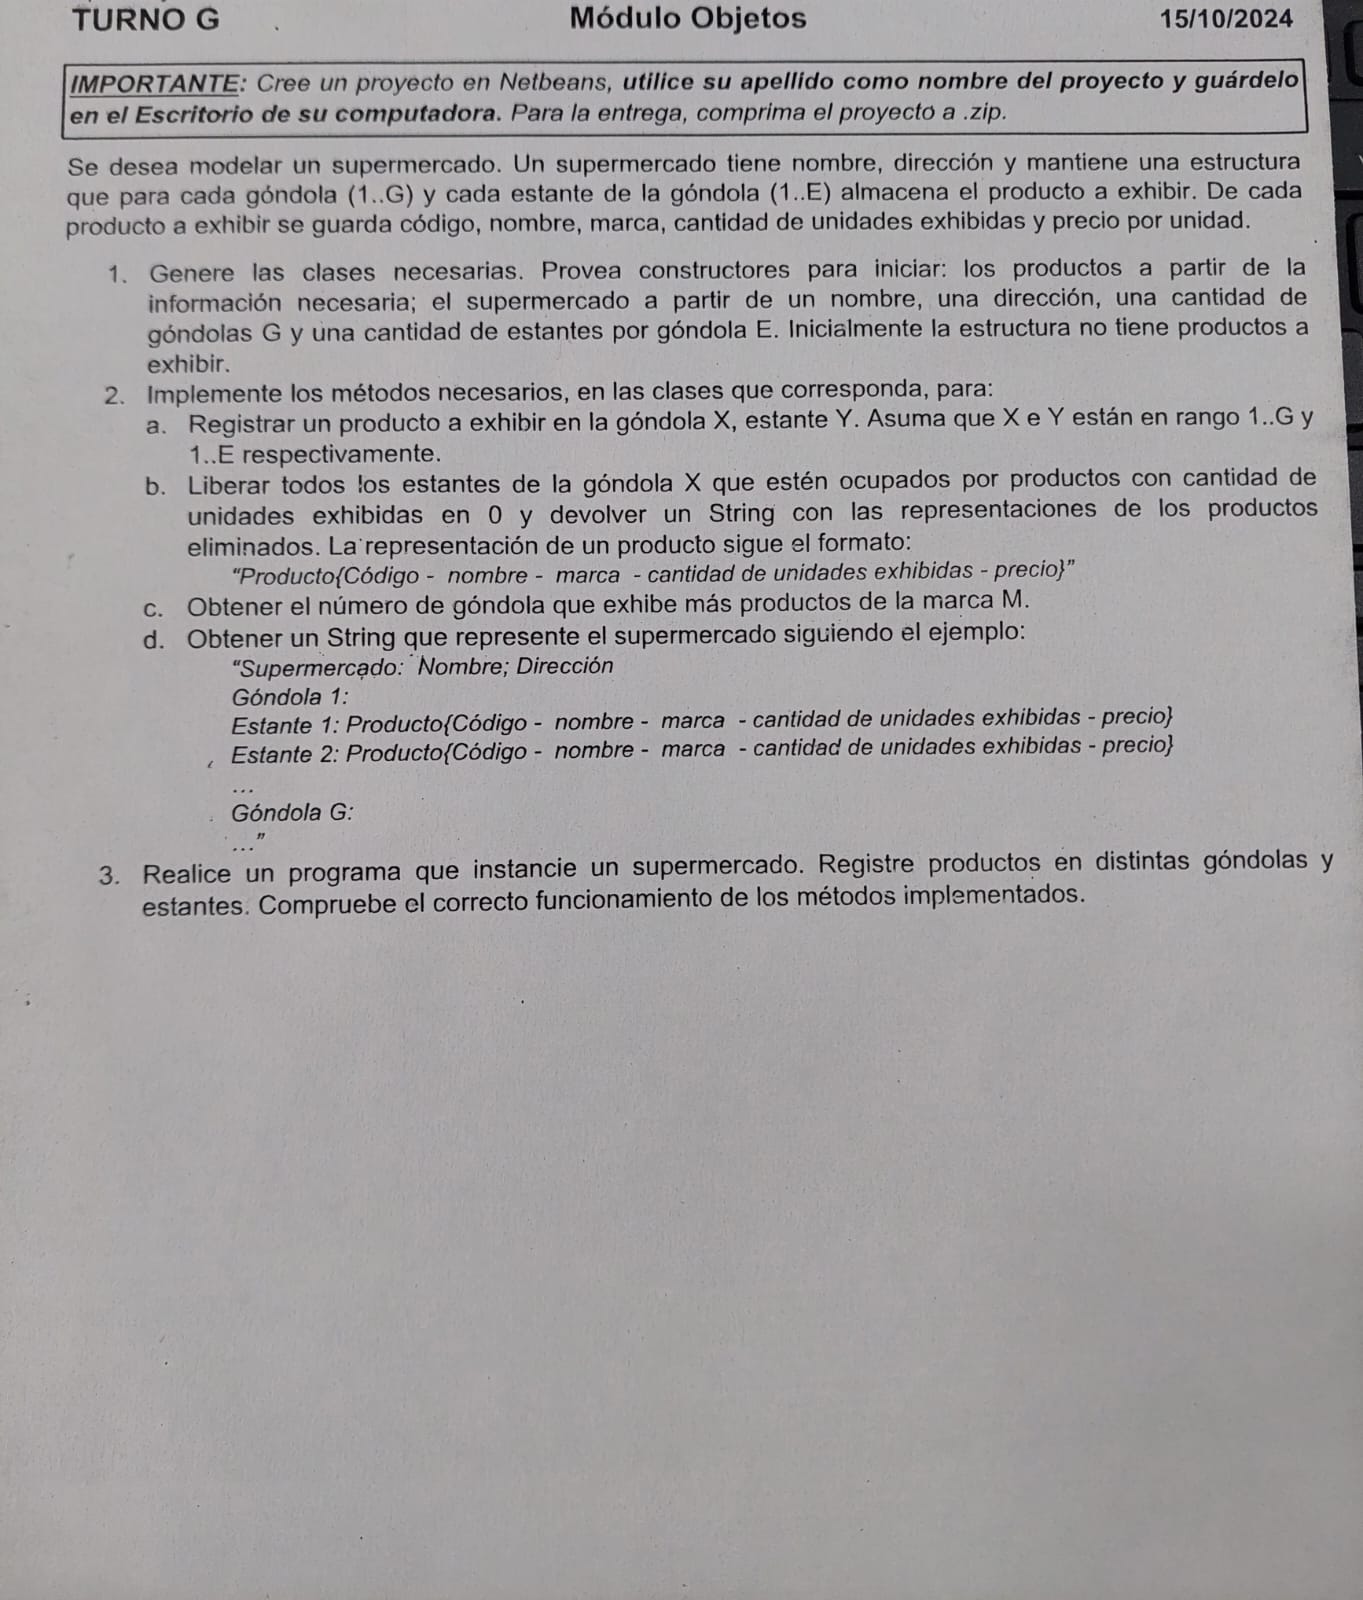 TURNO G Módulo Objetos 15/10/2024
IMPORTANTE: Cree un proyecto en Netbeans, utilice su apellido como nombre del proyecto y guárdelo
en el Escritorio de su computadora. Para la entrega, comprima el proyecto a .zip.
Se desea modelar un supermercado. Un supermercado tiene nombre, dirección y mantiene una estructura
que para cada góndola (1..G) y cada estante de la góndola (1..E) almacena el producto a exhibir. De cada
producto a exhibir se guarda código, nombre, marca, cantidad de unidades exhibidas y precio por unidad.
1. Genere las clases necesarias. Provea constructores para iniciar: los productos a partir de la
información necesaria; el supermercado a partir de un nombre, una dirección, una cantidad de
góndolas G y una cantidad de estantes por góndola E. Inicialmente la estructura no tiene productos a
exhibir.
2. Implemente los métodos necesarios, en las clases que corresponda, para:
a. Registrar un producto a exhibir en la góndola X, estante Y. Asuma que X e Y están en rango 1..G y
1..E respectivamente.
b. Liberar todos los estantes de la góndola X que estén ocupados por productos con cantidad de
unidades exhibidas en 0 y devolver un String con las representaciones de los productos
eliminados. La representación de un producto sigue el formato:
“Producto{Código - nombre - marca - cantidad de unidades exhibidas - precio}”
c. Obtener el número de góndola que exhibe más productos de la marca M.
d. Obtener un String que represente el supermercado siguiendo el ejemplo:
“Supermercado: Nombre; Dirección
Góndola 1:
Estante 1: Producto{Código - nombre - marca - cantidad de unidades exhibidas - precio}
Estante 2: Producto{Código - nombre - marca - cantidad de unidades exhibidas - precio}
...
Góndola G:
...”
3. Realice un programa que instancie un supermercado. Registre productos en distintas góndolas y
estantes. Compruebe el correcto funcionamiento de los métodos implementados.